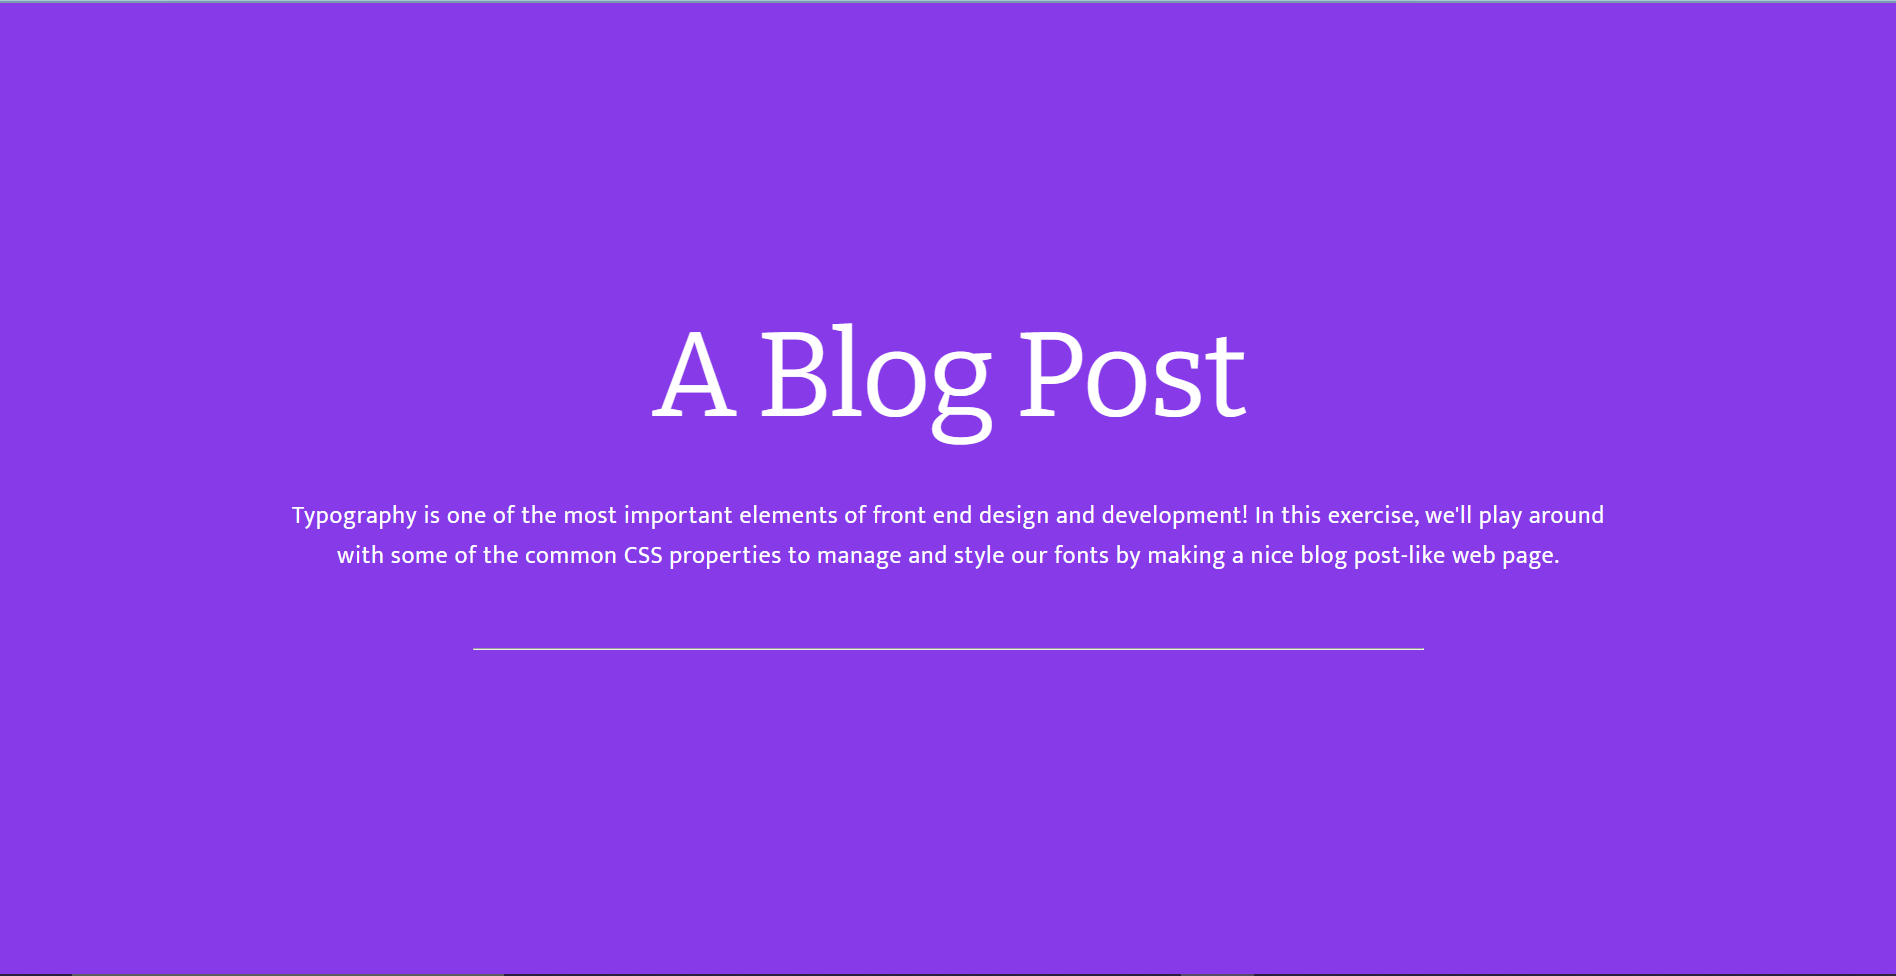 A Blog Post
Typography is one of the most important elements of front end design and development! In this exercise, we'll play around
with some of the common CSS properties to manage and style our fonts by making a nice blog post-like web page.